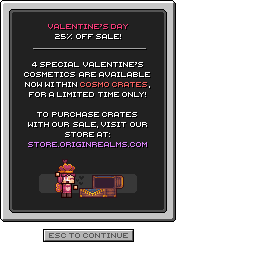 VALENTINE'S DAY
25% OFF SALE!
4 SPECIAL VALENTINE'S
COSMETICS ARE AVAILABLE
NOW WITHIN COSMO CRATES,
FOR A LIMITED TIME ONLY!
TO PURCHASE CRATES
WITH OUR SALE, VISIT OUR
STORE AT:
STORE.ORIGINREALMS.COM
ESC TO CONTINUE